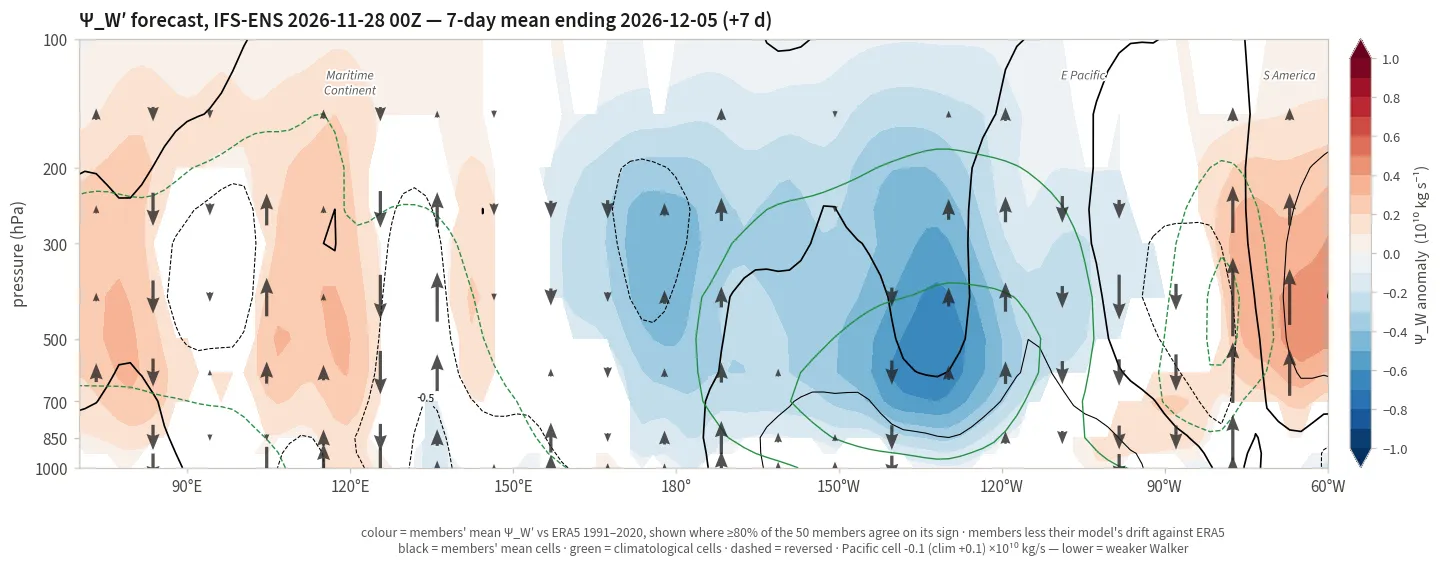 Ψ_W′ forecast, IFS-ENS 2026-11-28 00Z — 7-day mean ending 2026-12-05 (+7 d)
100
200
300
400
500
700
850
1000
pressure (hPa)
Maritime
Continent
E Pacific
S America
-0.5
90°E
120°E
150°E
180°
150°W
120°W
90°W
60°W
1.0
0.8
0.6
0.4
0.2
0.0
−0.2
−0.4
−0.6
−0.8
−1.0
Ψ_W anomaly (10¹⁰ kg s⁻¹)
colour = members' mean Ψ_W′ vs ERA5 1991–2020, shown where ≥80% of the 50 members agree on its sign · members less their model's drift against ERA5
black = members' mean cells · green = climatological cells · dashed = reversed · Pacific cell -0.1 (clim +0.1) ×10¹⁰ kg/s — lower = weaker Walker